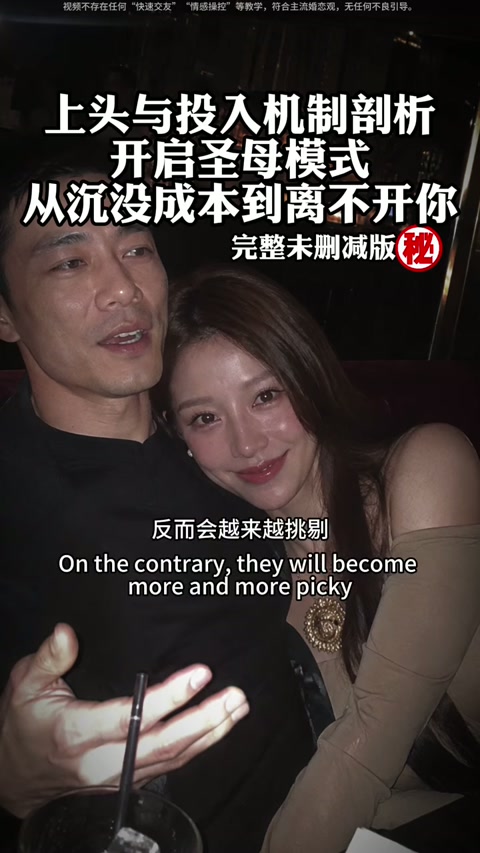 视频不存在任何“快速交友”“情感操控”等教学，符合主流婚恋观，无任何不良引导。
上头与投入机制剖析
开启圣母模式
从沉没成本到离不开你
完整未删减版 秘
反而会越来越挑剔
On the contrary, they will become
more and more picky